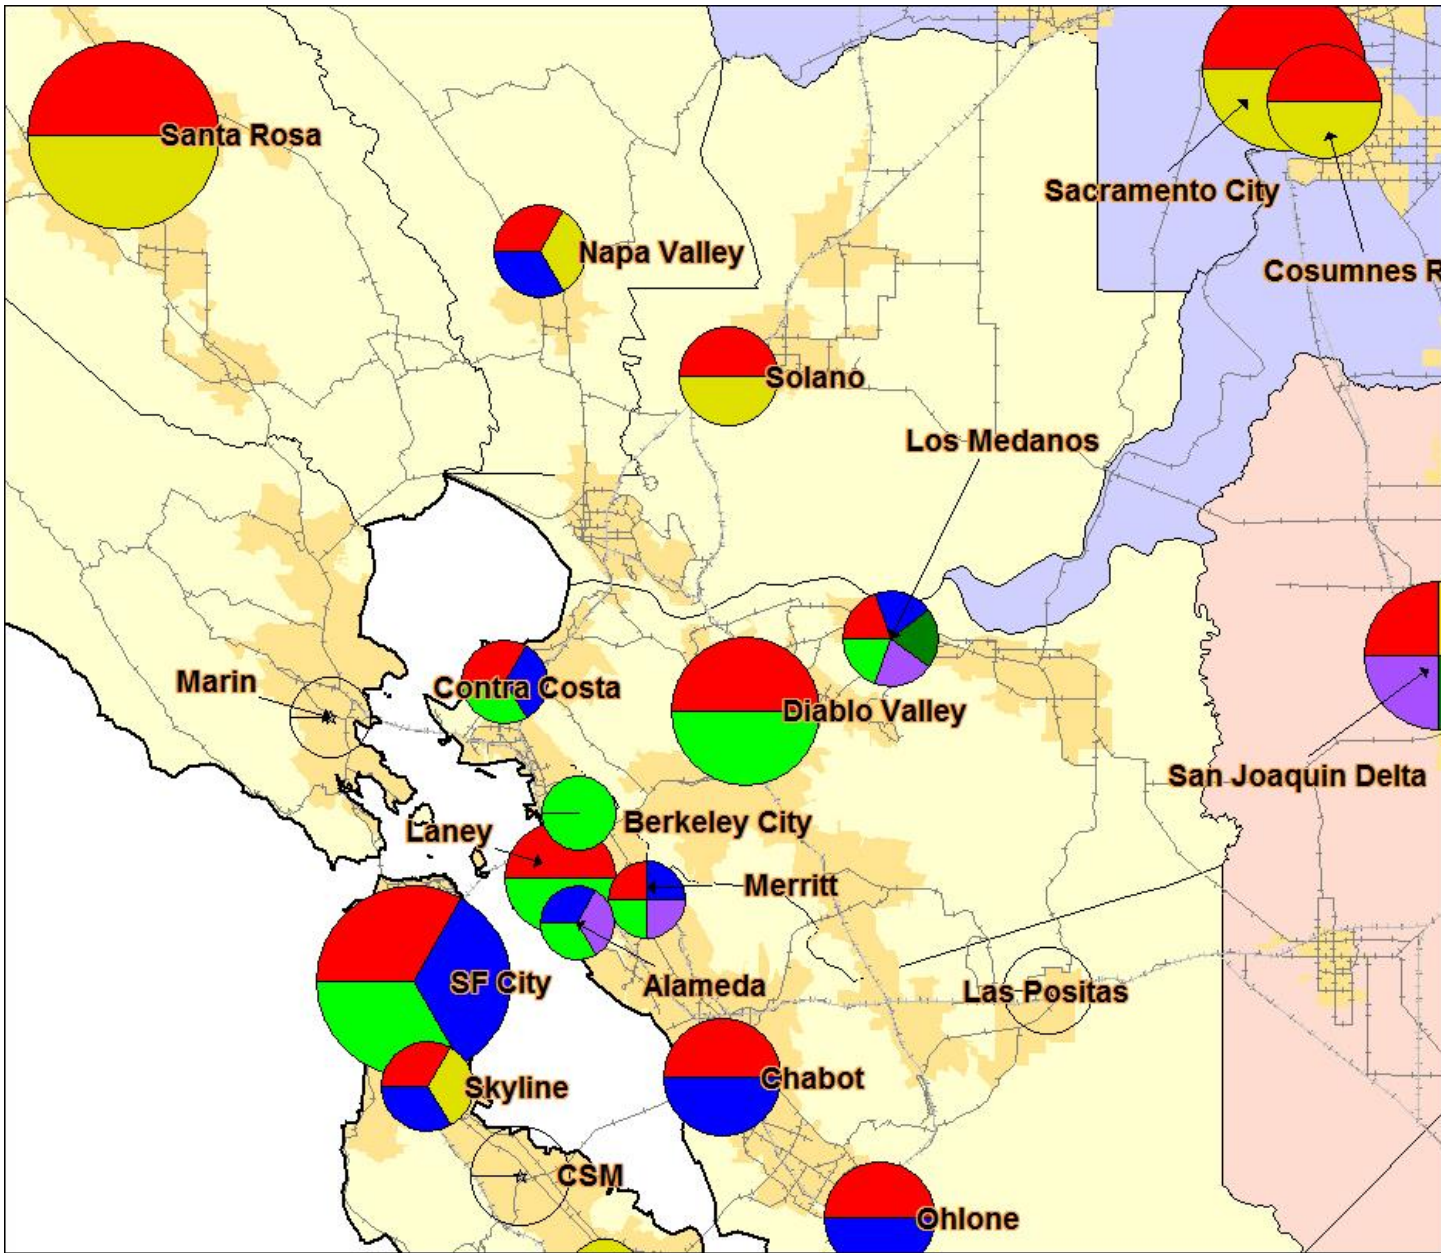 Santa Rosa
Napa Valley
Sacramento City
Cosumnes R
Solano
Los Medanos
Marin
Contra Costa
Diablo Valley
San Joaquin Delta
Laney
Berkeley City
Merritt
SF City
Alameda
Las Positas
Skyline
Chabot
CSM
Ohlone